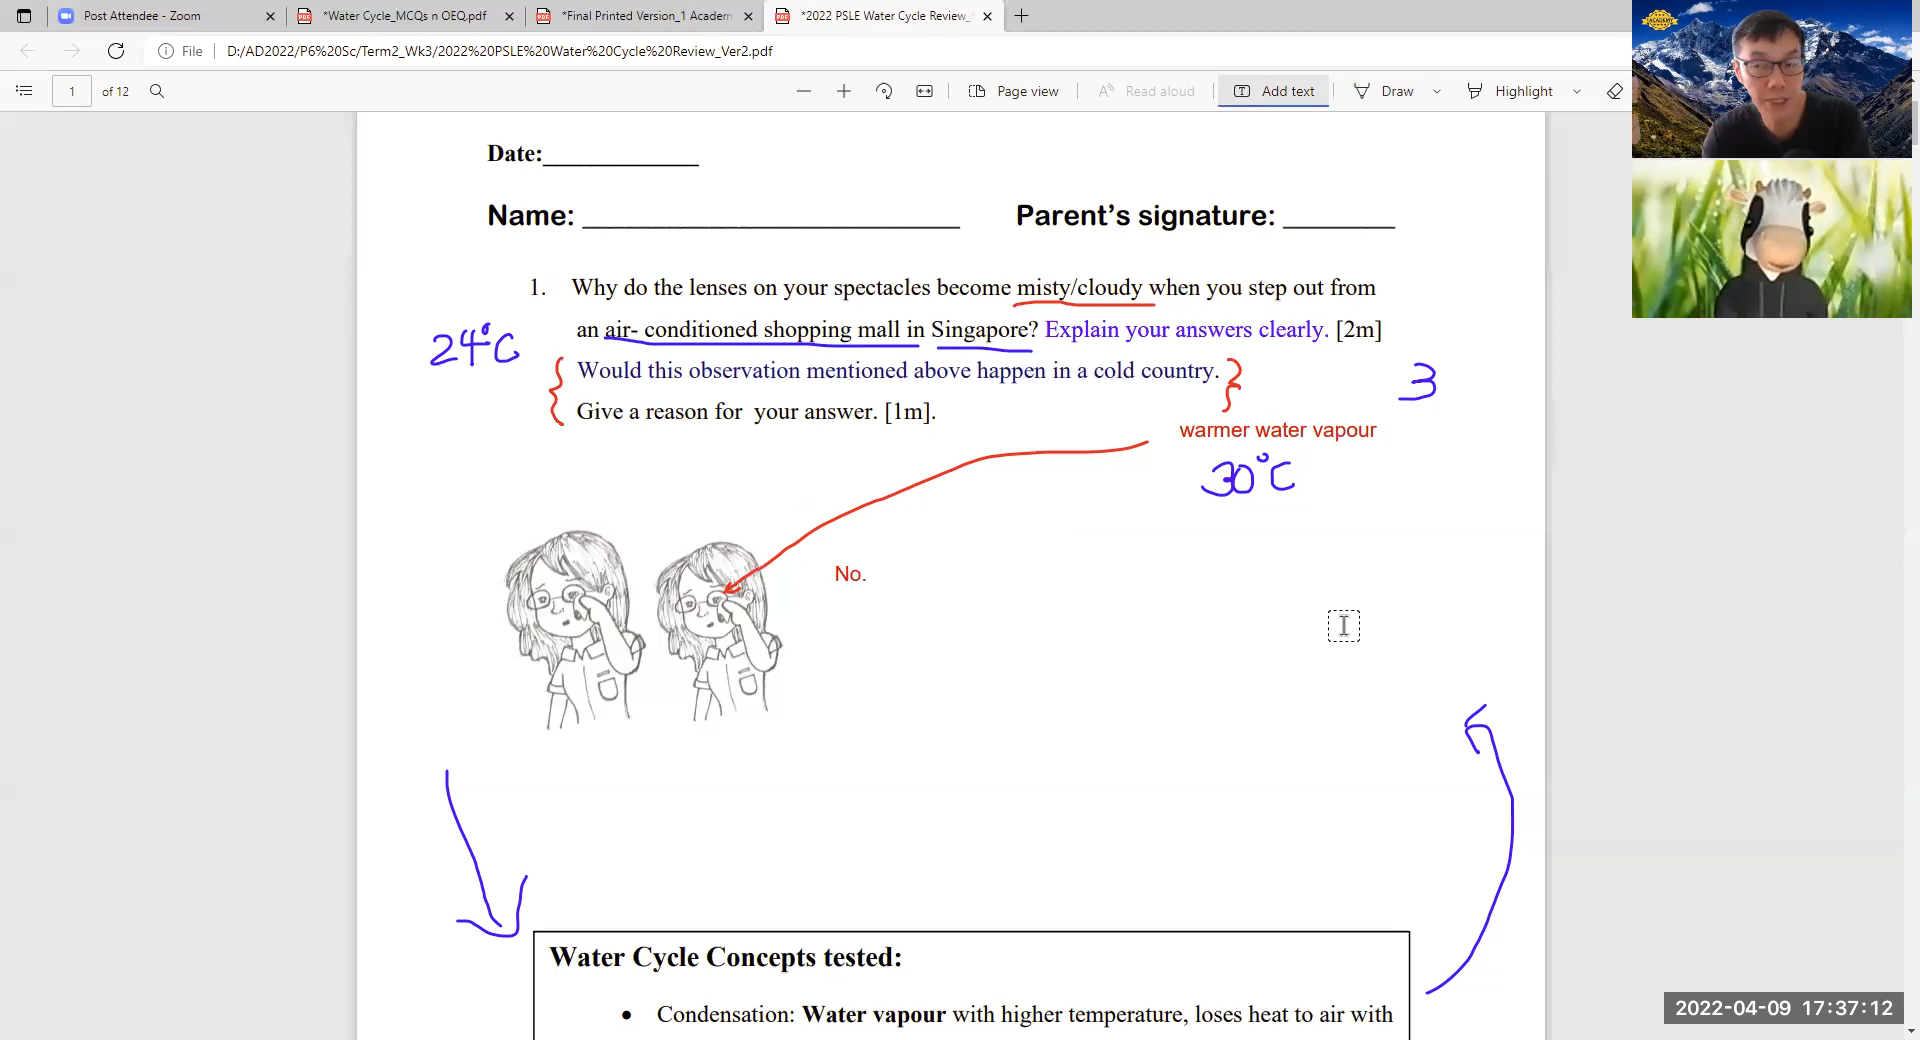 Post Attendee - Zoom
*Water Cycle_MCQs n OEQ.pdf
*Final Printed Version_1 Academ
*2022 PSLE Water Cycle Review_
File
D:/AD2022/P6%20Sc/Term2_Wk3/2022%20PSLE%20Water%20Cycle%20Review_Ver2.pdf
1 of 12
Page view
Read aloud
Add text
Draw
Highlight
ACADEMY
Date:____________
Name: ________________________ Parent’s signature: _______
1. Why do the lenses on your spectacles become misty/cloudy when you step out from
an air- conditioned shopping mall in Singapore? Explain your answers clearly. [2m]
24°C
Would this observation mentioned above happen in a cold country.
3
Give a reason for your answer. [1m].
warmer water vapour
30°C
No.
Water Cycle Concepts tested:
• Condensation: Water vapour with higher temperature, loses heat to air with
2022-04-09 17:37:12